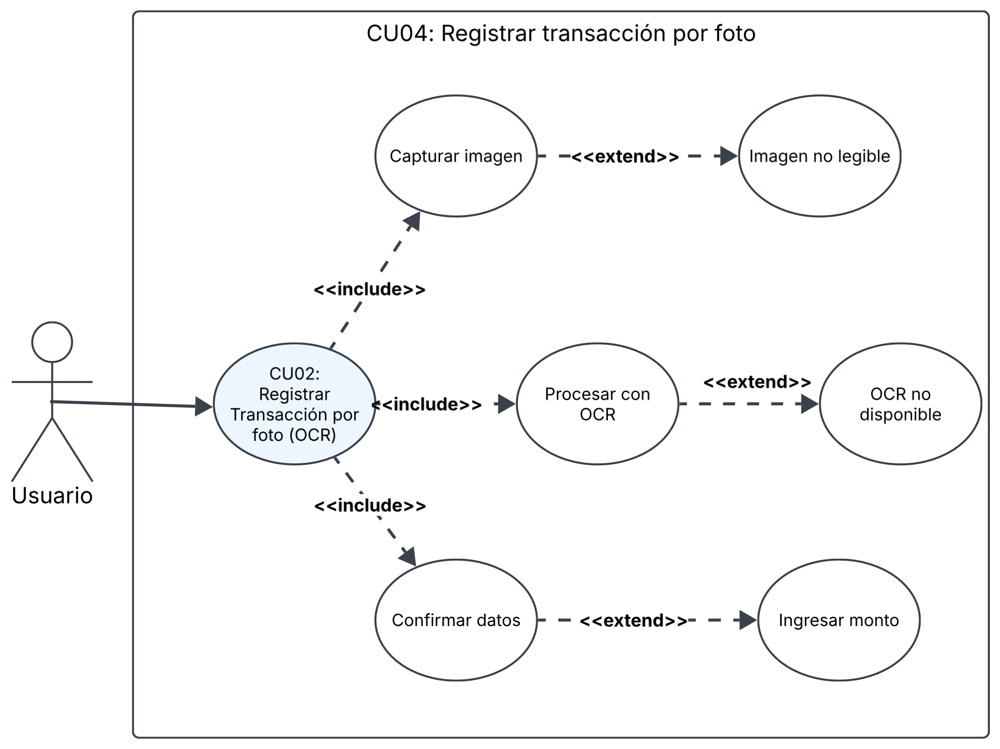 CU04: Registrar transacción por foto
Capturar imagen
<<extend>>
Imagen no legible
<<include>>
CU02:
Registrar
Transacción por
foto (OCR)
<<include>>
Procesar con
OCR
<<extend>>
OCR no
disponible
Usuario
<<include>>
Confirmar datos
<<extend>>
Ingresar monto